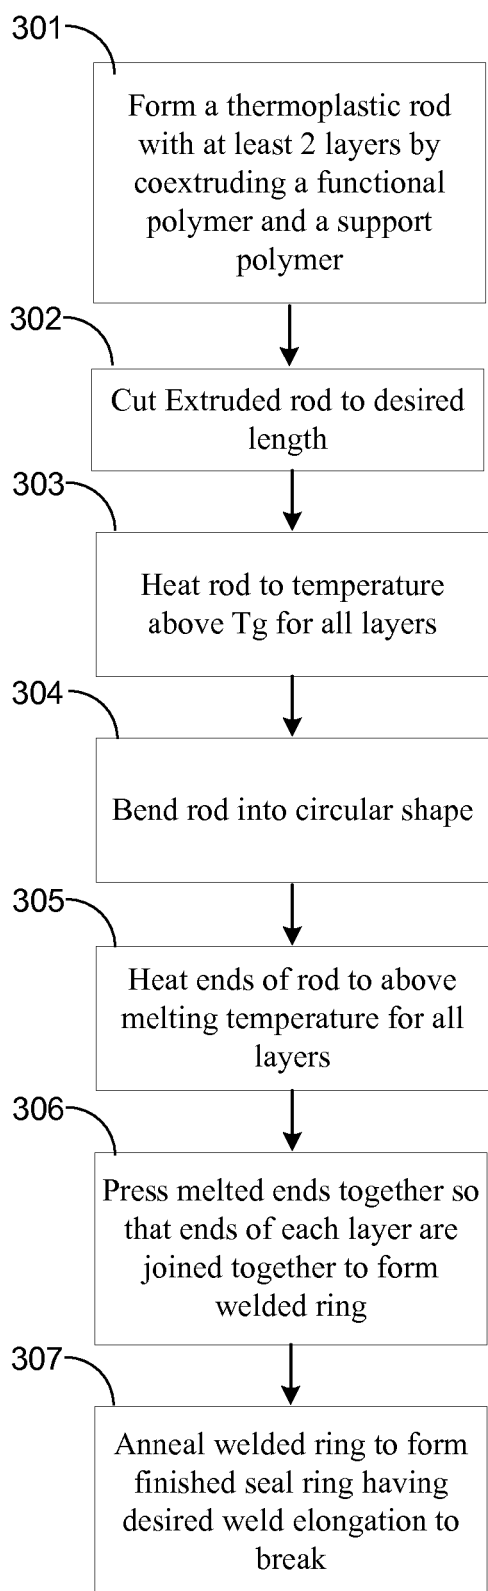 301
Form a thermoplastic rod
with at least 2 layers by
coextruding a functional
polymer and a support
polymer
302
Cut Extruded rod to desired
length
303
Heat rod to temperature
above Tg for all layers
304
Bend rod into circular shape
305
Heat ends of rod to above
melting temperature for all
layers
306
Press melted ends together so
that ends of each layer are
joined together to form
welded ring
307
Anneal welded ring to form
finished seal ring having
desired weld elongation to
break